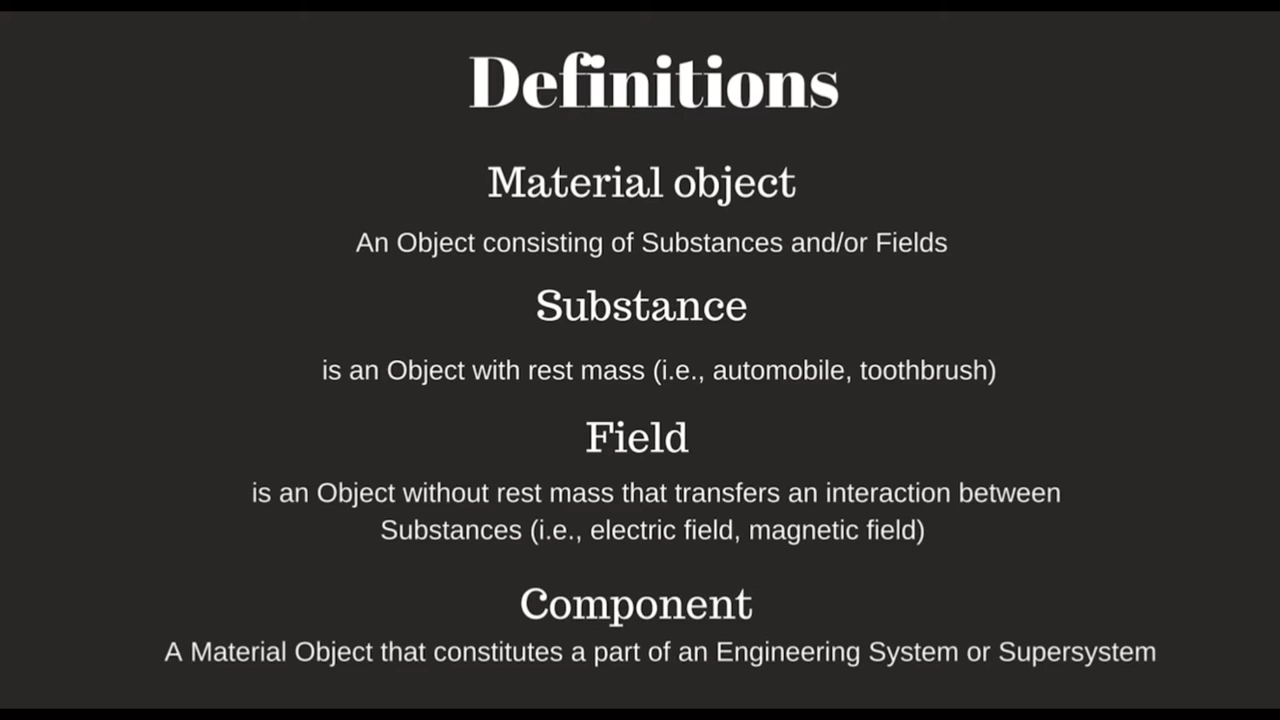 Definitions
Material object
An Object consisting of Substances and/or Fields
Substance
is an Object with rest mass (i.e., automobile, toothbrush)
Field
is an Object without rest mass that transfers an interaction between
Substances (i.e., electric field, magnetic field)
Component
A Material Object that constitutes a part of an Engineering System or Supersystem